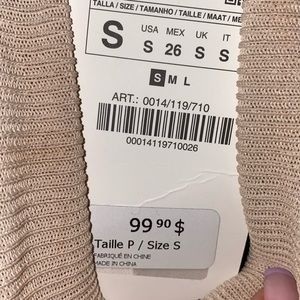 TALLA / SIZE / TAMANHO / TAILLE / MAAT / ME
S
USA MEX UK IT
S 26 S S
S M L
ART.: 0014/119/710
00014119710026
99 90 $
Taille P / Size S
FABRIQUÉ EN CHINE
MADE IN CHINA